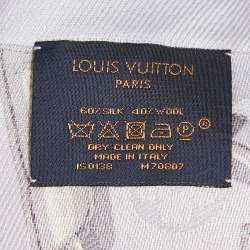 LOUIS VUITTON
PARIS
60%SILK 40%WOOL
DRY CLEAN ONLY
MADE IN ITALY
IS0138 M70807